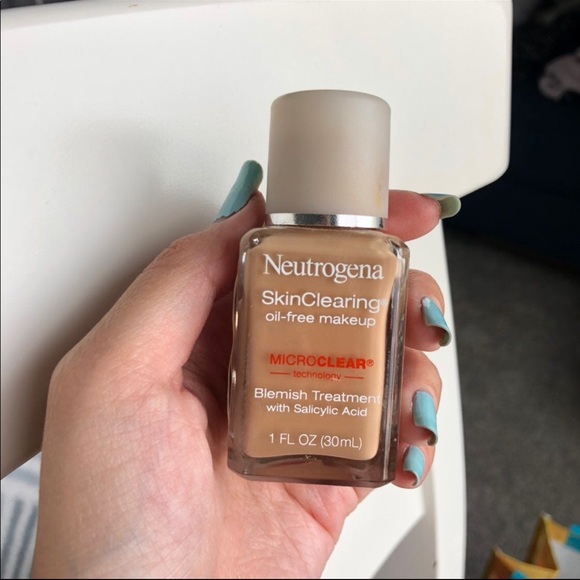 Neutrogena
SkinClearing
oil-free makeup
MICROCLEAR®
technology
Blemish Treatment
with Salicylic Acid
1 FL OZ (30mL)